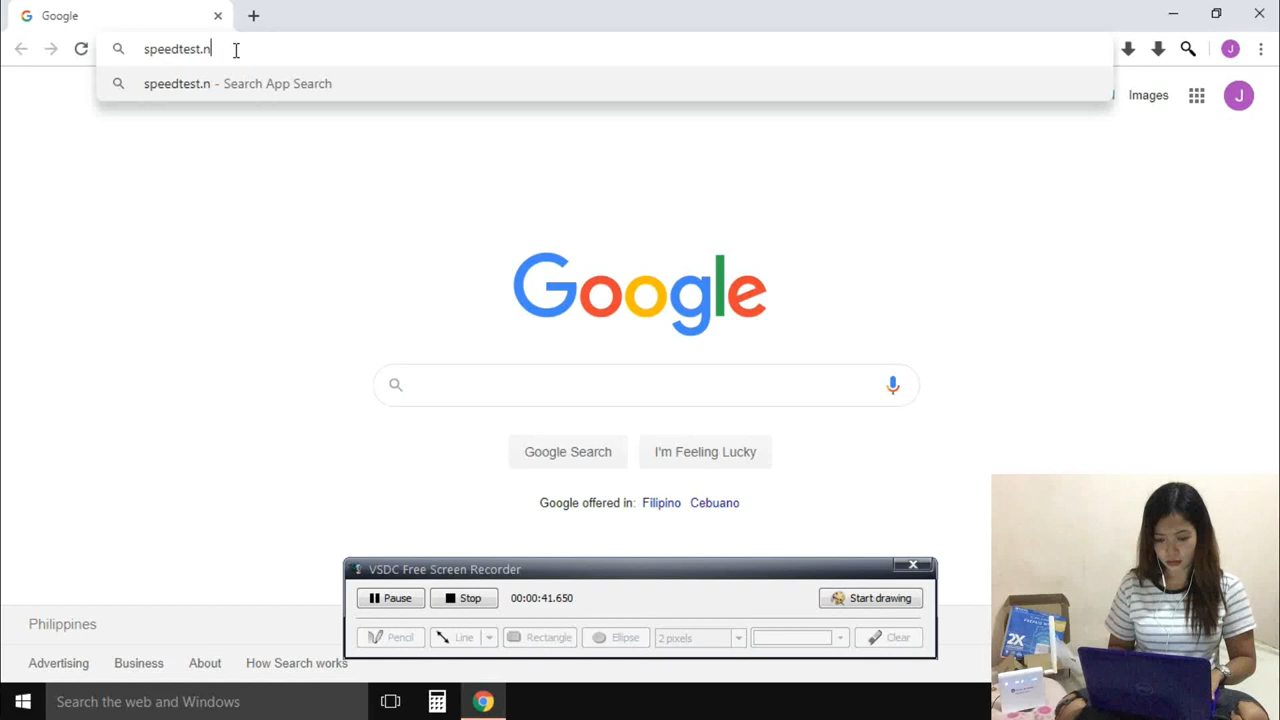 Google
speedtest.n
speedtest.n - Search App Search
Images
J
J
Google
Google Search
I'm Feeling Lucky
Google offered in: Filipino Cebuano
VSDC Free Screen Recorder
Pause
Stop
00:00:41.650
Start drawing
Pencil
Line
Rectangle
Ellipse
2 pixels
Clear
Philippines
Advertising
Business
About
How Search works
Search the web and Windows
2X